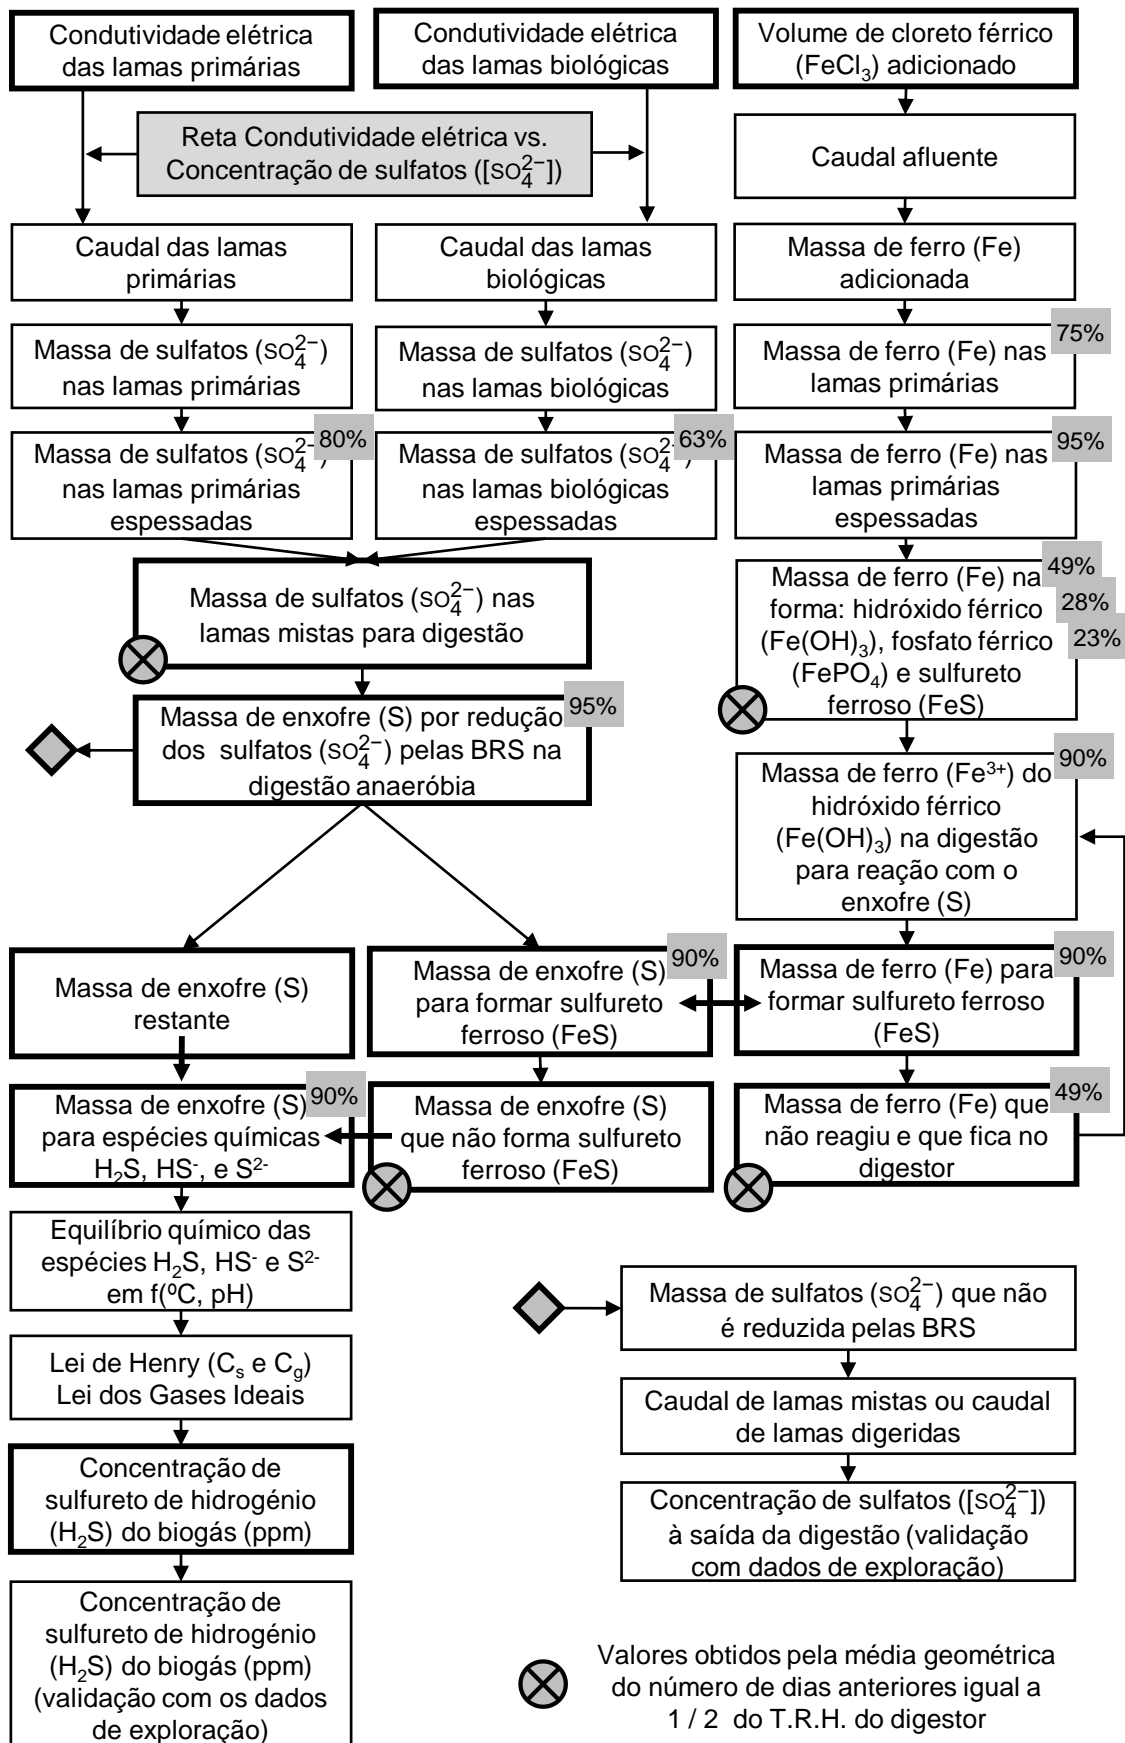 Condutividade elétrica
das lamas primárias
Condutividade elétrica
das lamas biológicas
Volume de cloreto férrico
(FeCl₃) adicionado
Reta Condutividade elétrica vs.
Concentração de sulfatos ([SO₄²⁻])
Caudal afluente
Caudal das lamas
primárias
Caudal das lamas
biológicas
Massa de ferro (Fe)
adicionada
Massa de sulfatos (SO₄²⁻)
nas lamas primárias
Massa de sulfatos (SO₄²⁻)
nas lamas biológicas
75%
Massa de ferro (Fe) nas
lamas primárias
80%
Massa de sulfatos (SO₄²⁻)
nas lamas primárias
espessadas
63%
Massa de sulfatos (SO₄²⁻)
nas lamas biológicas
espessadas
95%
Massa de ferro (Fe) nas
lamas primárias
espessadas
Massa de sulfatos (SO₄²⁻) nas
lamas mistas para digestão
49%
28%
23%
Massa de ferro (Fe) na
forma: hidróxido férrico
(Fe(OH)₃), fosfato férrico
(FePO₄) e sulfureto
ferroso (FeS)
95%
Massa de enxofre (S) por redução
dos sulfatos (SO₄²⁻) pelas BRS na
digestão anaeróbia
90%
Massa de ferro (Fe³⁺) do
hidróxido férrico
(Fe(OH)₃) na digestão
para reação com o
enxofre (S)
Massa de enxofre (S)
restante
90%
Massa de enxofre (S)
para formar sulfureto
ferroso (FeS)
90%
Massa de ferro (Fe) para
formar sulfureto ferroso
(FeS)
90%
Massa de enxofre (S)
para espécies químicas
H₂S, HS⁻, e S²⁻
Massa de enxofre (S)
que não forma sulfureto
ferroso (FeS)
49%
Massa de ferro (Fe) que
não reagiu e que fica no
digestor
Equilíbrio químico das
espécies H₂S, HS⁻ e S²⁻
em f(ºC, pH)
Massa de sulfatos (SO₄²⁻) que não
é reduzida pelas BRS
Lei de Henry (Cₛ e C_g)
Lei dos Gases Ideais
Caudal de lamas mistas ou caudal
de lamas digeridas
Concentração de
sulfureto de hidrogénio
(H₂S) do biogás (ppm)
Concentração de sulfatos ([SO₄²⁻])
à saída da digestão (validação
com dados de exploração)
Concentração de
sulfureto de hidrogénio
(H₂S) do biogás (ppm)
(validação com os dados
de exploração)
Valores obtidos pela média geométrica
do número de dias anteriores igual a
1 / 2 do T.R.H. do digestor